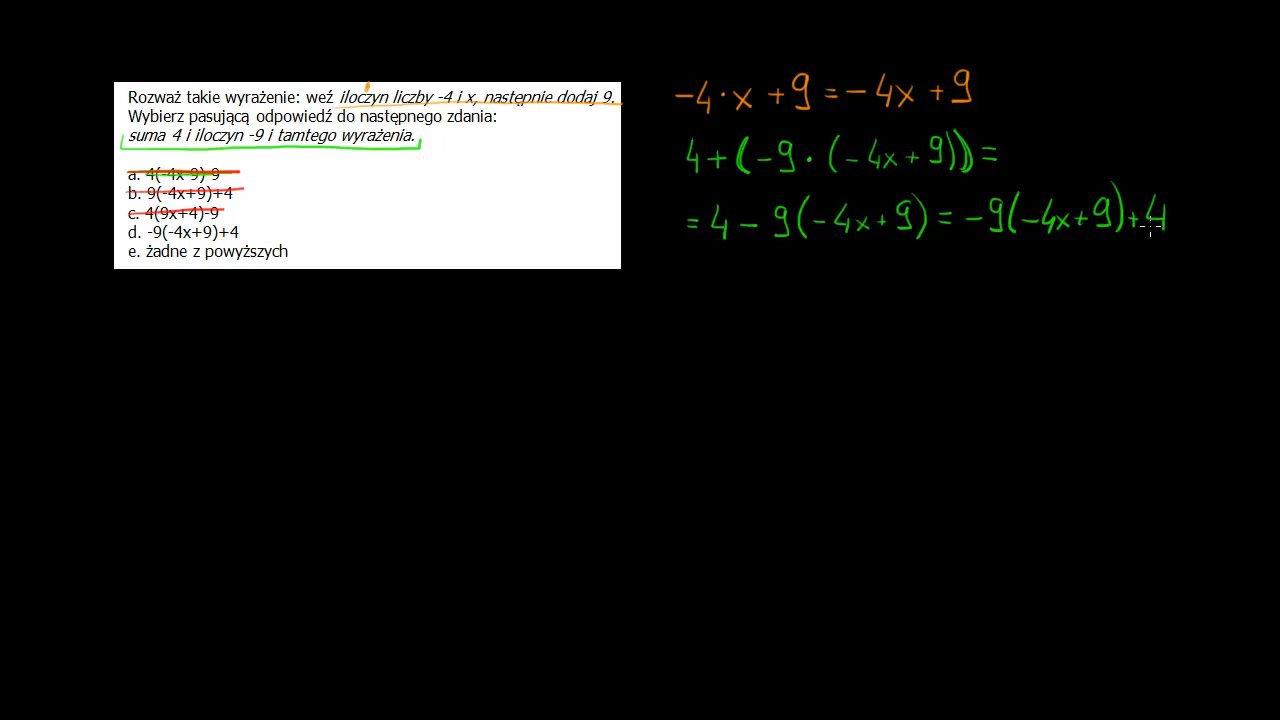 Rozważ takie wyrażenie: weź iloczyn liczby -4 i x, następnie dodaj 9.
Wybierz pasującą odpowiedź do następnego zdania:
suma 4 i iloczyn -9 i tamtego wyrażenia.
a. 4(-4x-9)-9
b. 9(-4x+9)+4
c. 4(9x+4)-9
d. -9(-4x+9)+4
e. żadne z powyższych
-4·x+9=-4x+9
4+(-9·(-4x+9))=
=4-9(-4x+9)=-9(-4x+9)+4